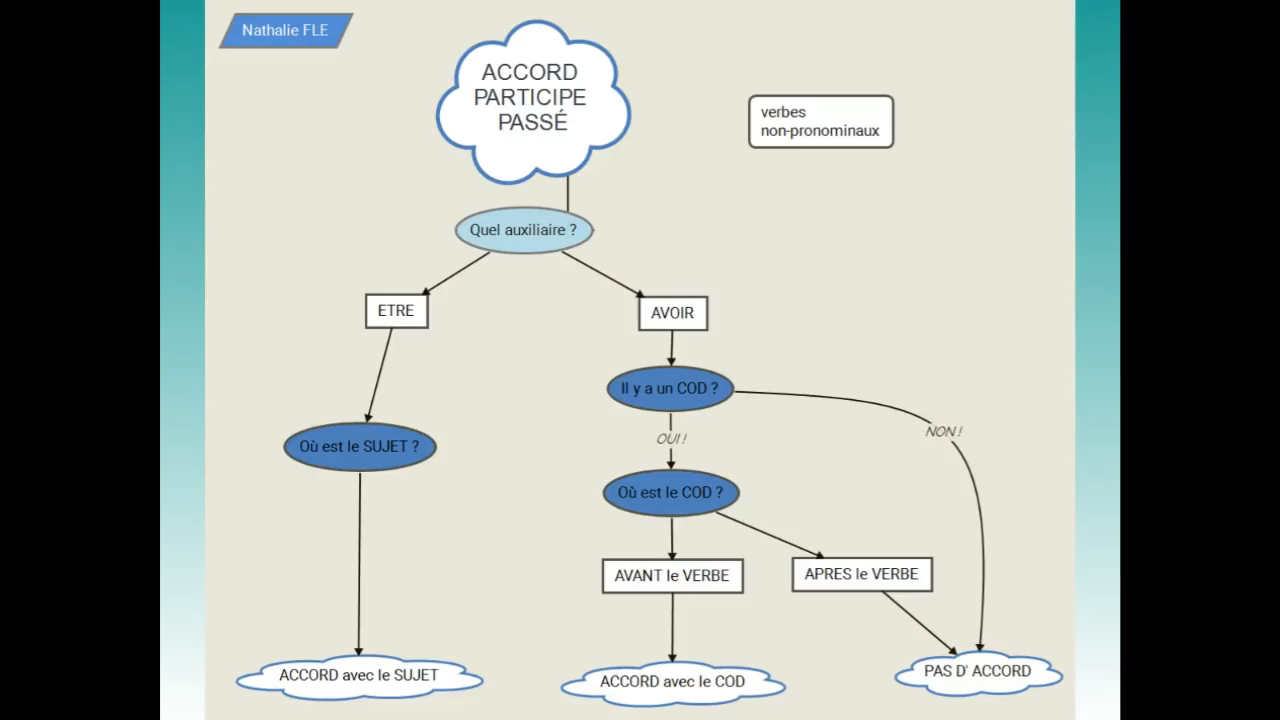 Nathalie FLE
ACCORD
PARTICIPE
PASSÉ
verbes
non-pronominaux
Quel auxiliaire ?
ETRE
AVOIR
Il y a un COD ?
OUI !
NON !
Où est le SUJET ?
Où est le COD ?
AVANT le VERBE
APRES le VERBE
ACCORD avec le SUJET
ACCORD avec le COD
PAS D' ACCORD